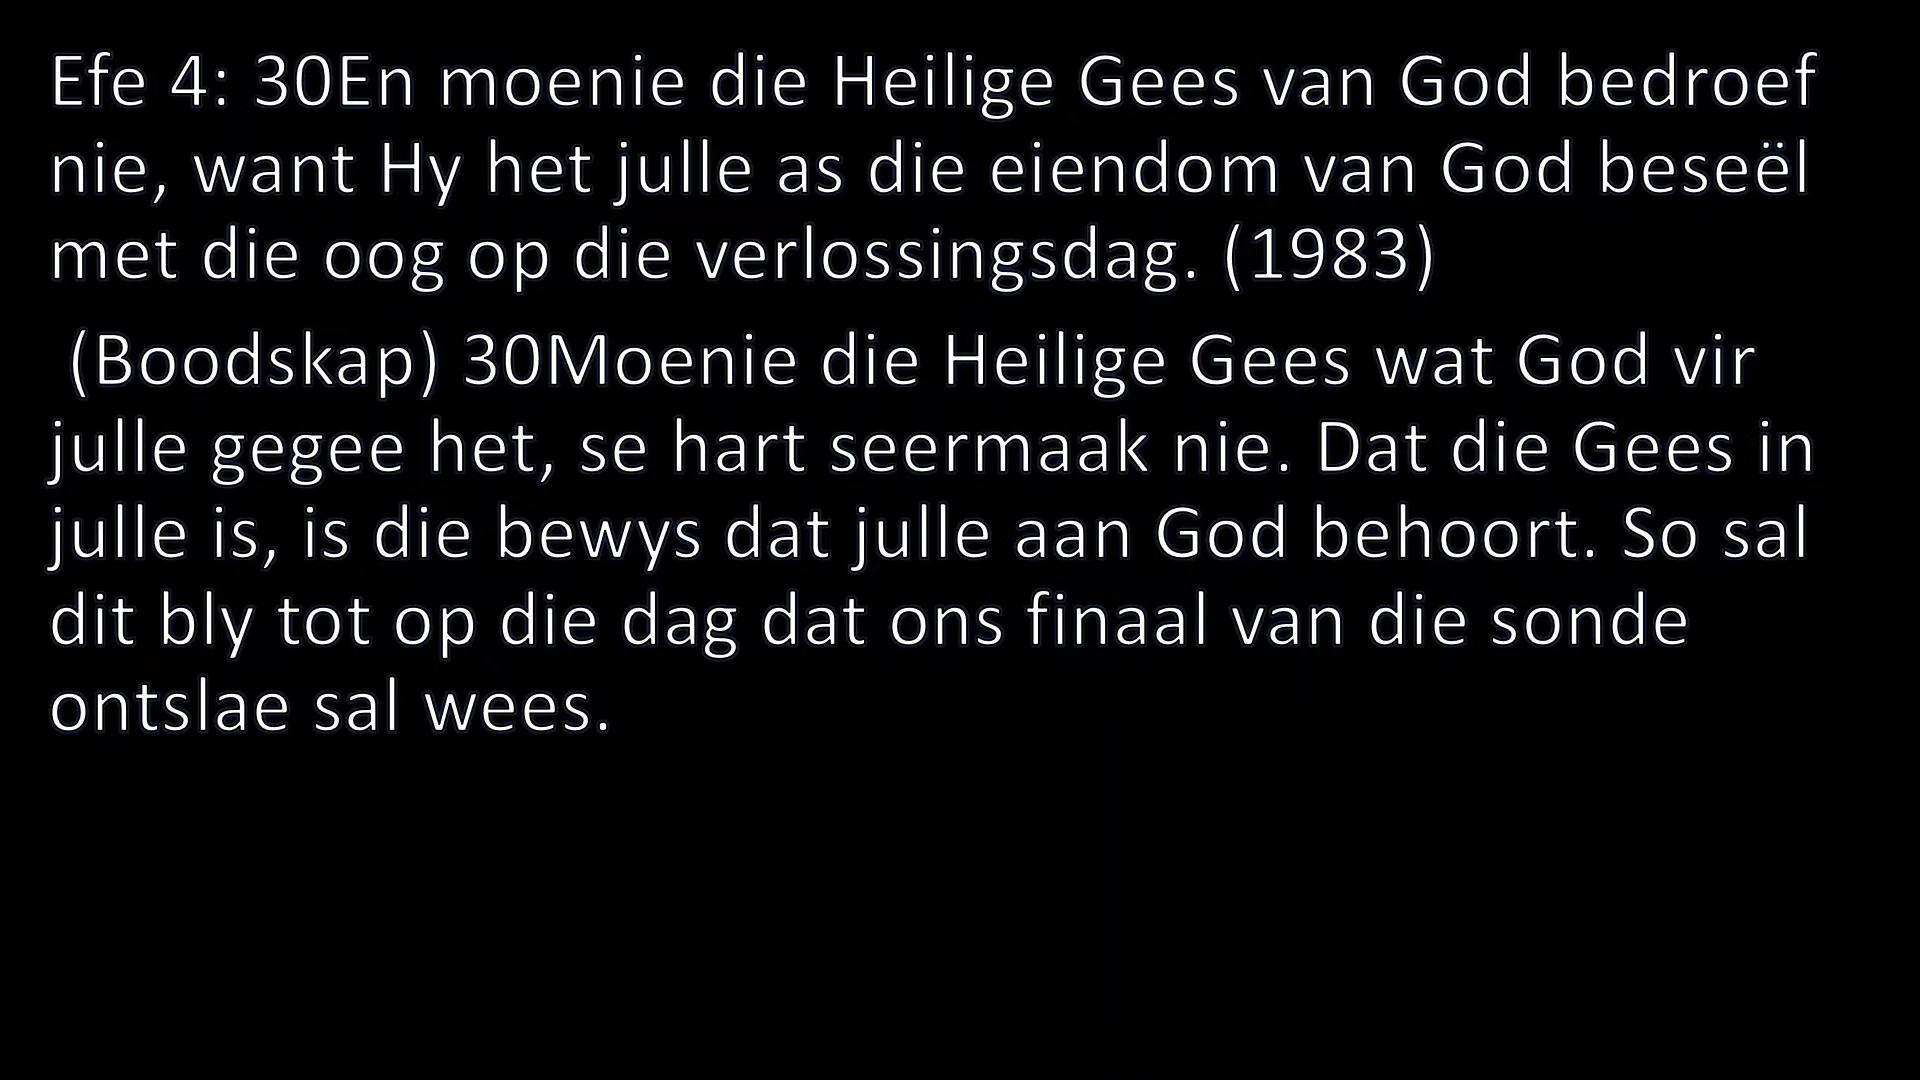 Efe 4: 30En moenie die Heilige Gees van God bedroef
nie, want Hy het julle as die eiendom van God beseël
met die oog op die verlossingsdag. (1983)
(Boodskap) 30Moenie die Heilige Gees wat God vir
julle gegee het, se hart seermaak nie. Dat die Gees in
julle is, is die bewys dat julle aan God behoort. So sal
dit bly tot op die dag dat ons finaal van die sonde
ontslae sal wees.